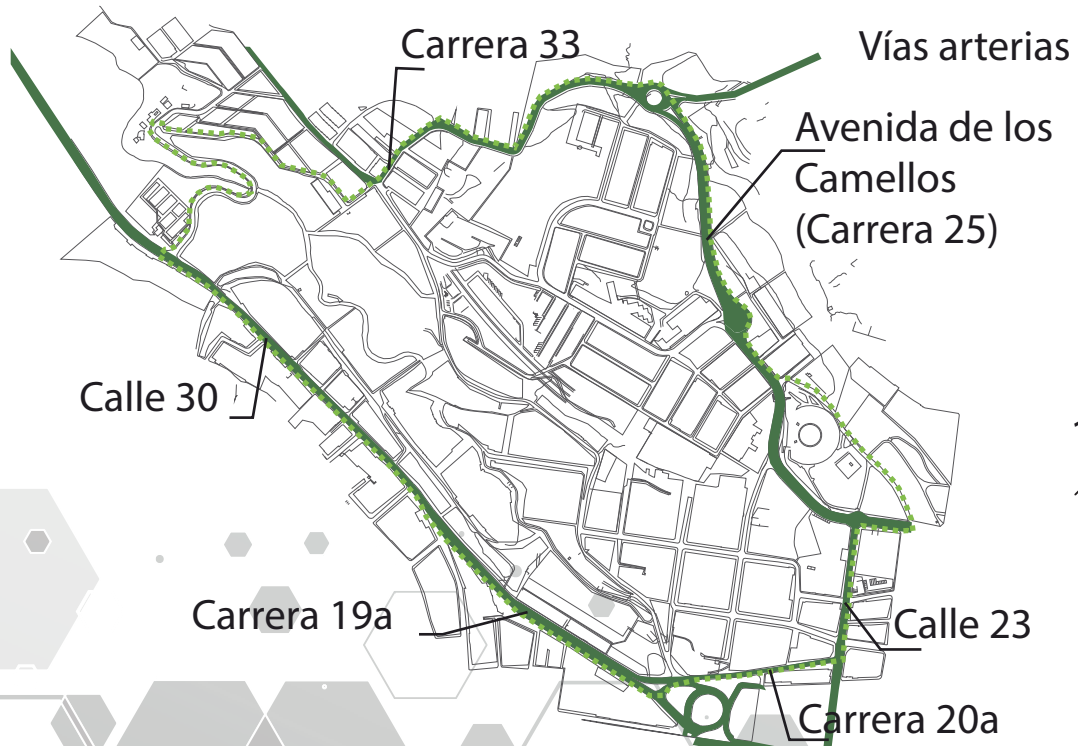 Carrera 33
Vías arterias
Avenida de los
Camellos
(Carrera 25)
Calle 30
Carrera 19a
Calle 23
Carrera 20a